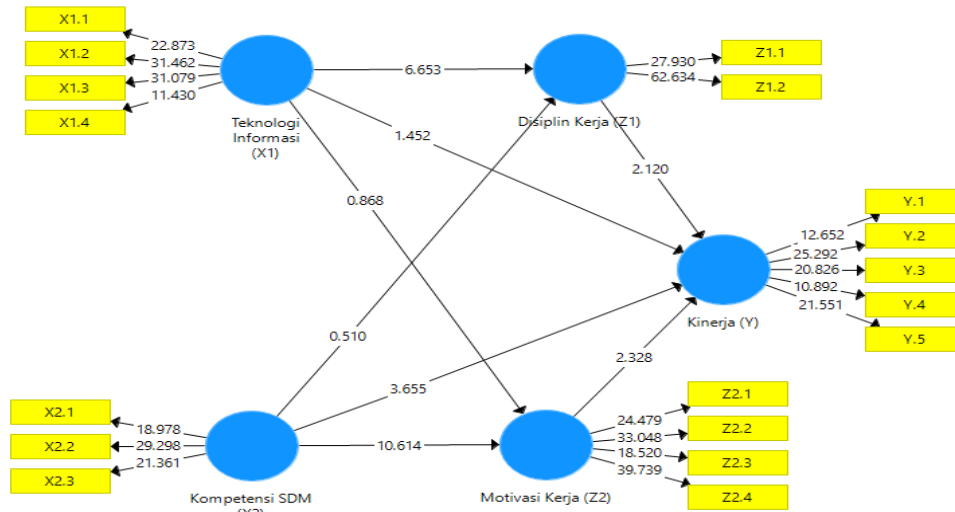 X1.1
X1.2
X1.3
X1.4
22.873
31.462
31.079
11.430
Teknologi
Informasi
(X1)
6.653
Disiplin Kerja (Z1)
27.930
62.634
Z1.1
Z1.2
1.452
2.120
0.868
Y.1
Y.2
Y.3
Y.4
Y.5
12.652
25.292
20.826
10.892
21.551
Kinerja (Y)
0.510
3.655
2.328
X2.1
X2.2
X2.3
18.978
29.298
21.361
Kompetensi SDM
10.614
Motivasi Kerja (Z2)
24.479
33.048
18.520
39.739
Z2.1
Z2.2
Z2.3
Z2.4